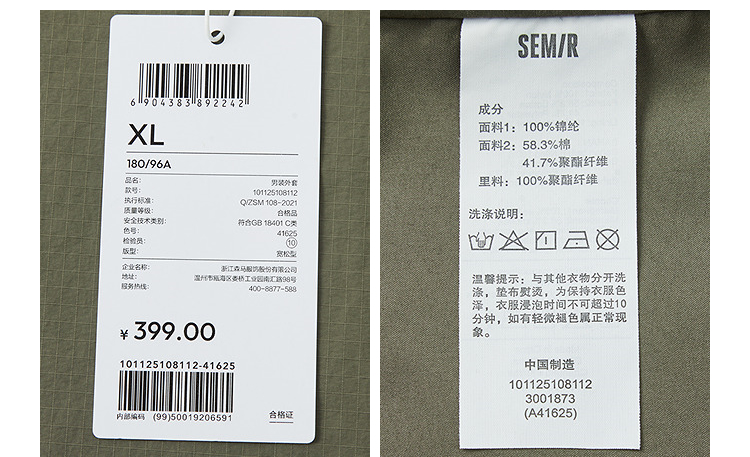 6 904383 892242
XL
180/96A
品名: 男装外套
款号: 101125108112
执行标准: Q/ZSM 108-2021
质量等级: 合格品
安全技术类别: 符合GB 18401 C类
色号: 41625
检验员: 10
版型: 宽松型
企业名称: 浙江森马服饰股份有限公司
地址: 温州市瓯海区娄桥工业园南汇路98号
服务热线: 400-8877-588
¥ 399.00
101125108112-41625
内部编码 (99)50019206591
合格证
SEM/R
成分
面料1: 100%锦纶
面料2: 58.3%棉
41.7%聚酯纤维
里料: 100%聚酯纤维
洗涤说明:
温馨提示: 与其他衣物分开洗
涤, 垫布熨烫, 为保持衣服色
泽, 衣服浸泡时间不可超过10
分钟, 如有轻微褪色属正常现
象。
中国制造
101125108112
3001873
(A41625)